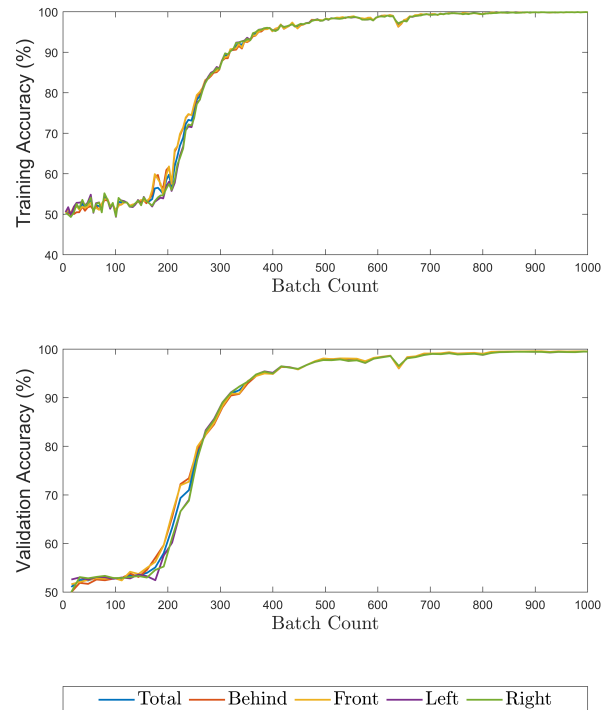 Training Accuracy (%)
100
90
80
70
60
50
40
0 100 200 300 400 500 600 700 800 900 1000
Batch Count
Validation Accuracy (%)
100
90
80
70
60
50
0 100 200 300 400 500 600 700 800 900 1000
Batch Count
Total Behind Front Left Right